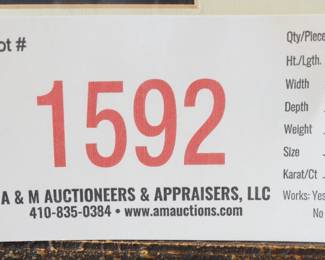 ot #
1592
A & M AUCTIONEERS & APPRAISERS, LLC
410-835-0384 • www.amauctions.com
Qty/Piece
Ht./Lgth.
Width
Depth
Weight
Size
Karat/Ct
Works: Yes
No